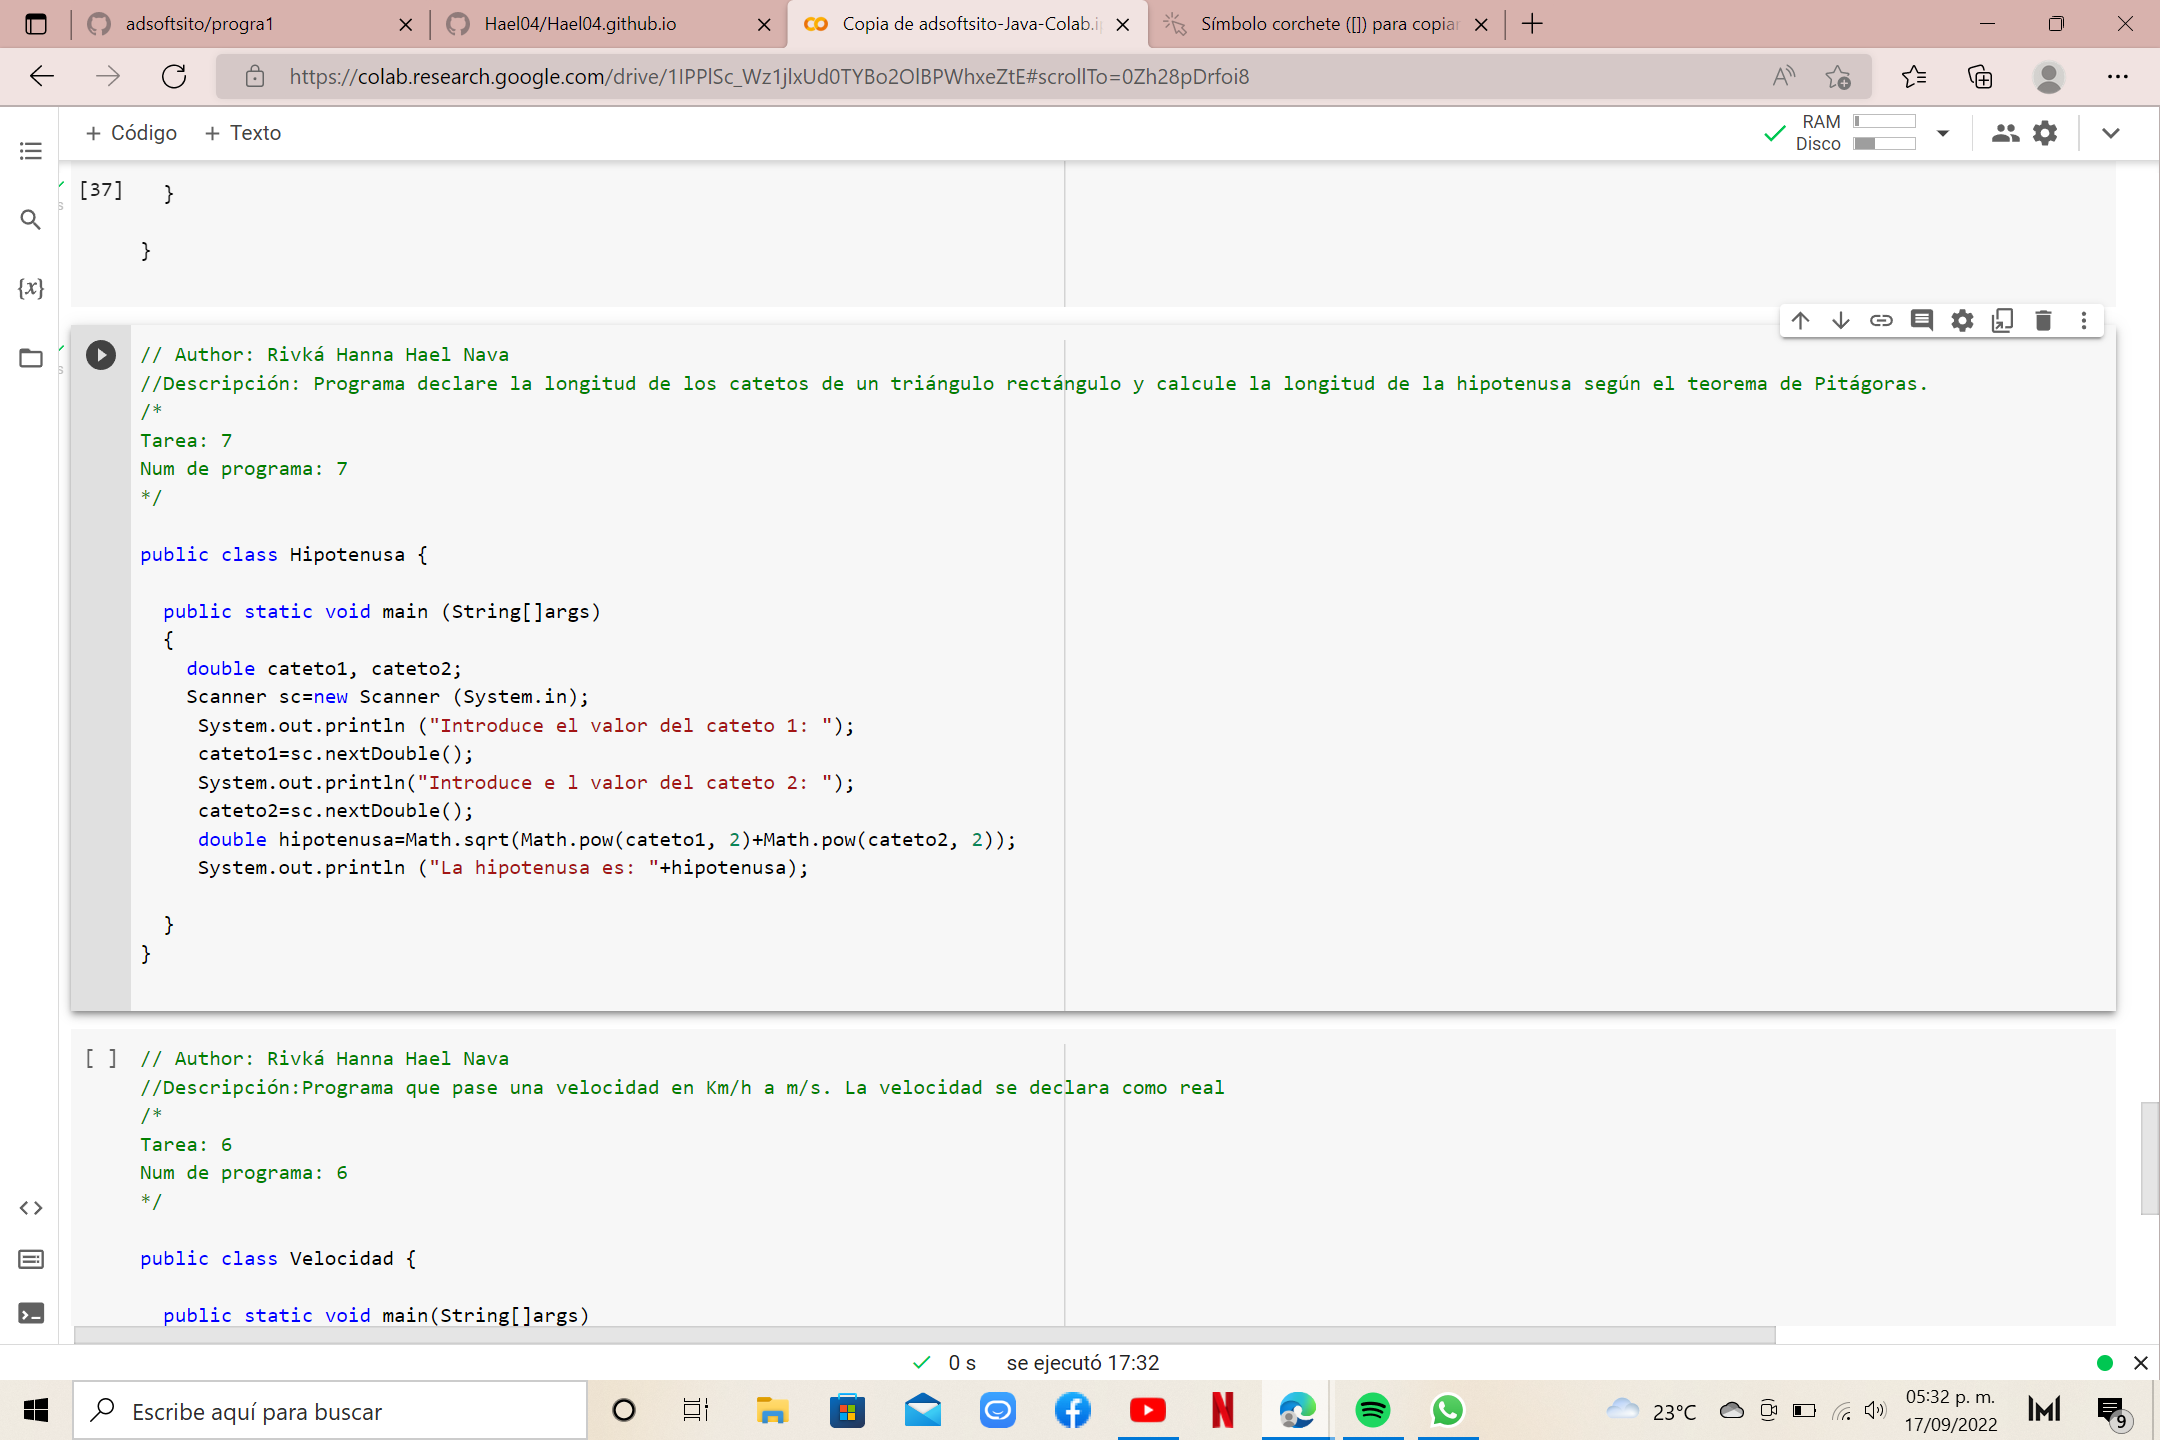 adsoftsito/progra1
Hael04/Hael04.github.io
Copia de adsoftsito-Java-Colab.i
Símbolo corchete ([]) para copiar
https://colab.research.google.com/drive/1IPPlSc_Wz1jlxUd0TYBo2OlBPWhxeZtE#scrollTo=0Zh28pDrfoi8
+ Código + Texto
RAM
Disco
[37] }
}
// Author: Rivká Hanna Hael Nava
//Descripción: Programa declare la longitud de los catetos de un triángulo rectángulo y calcule la longitud de la hipotenusa según el teorema de Pitágoras.
/*
Tarea: 7
Num de programa: 7
*/
public class Hipotenusa {
public static void main (String[]args)
{
double cateto1, cateto2;
Scanner sc=new Scanner (System.in);
System.out.println ("Introduce el valor del cateto 1: ");
cateto1=sc.nextDouble();
System.out.println("Introduce e l valor del cateto 2: ");
cateto2=sc.nextDouble();
double hipotenusa=Math.sqrt(Math.pow(cateto1, 2)+Math.pow(cateto2, 2));
System.out.println ("La hipotenusa es: "+hipotenusa);
}
}
[ ] // Author: Rivká Hanna Hael Nava
//Descripción:Programa que pase una velocidad en Km/h a m/s. La velocidad se declara como real
/*
Tarea: 6
Num de programa: 6
*/
public class Velocidad {
public static void main(String[]args)
0 s se ejecutó 17:32
Escribe aquí para buscar
23°C
05:32 p. m.
17/09/2022
9